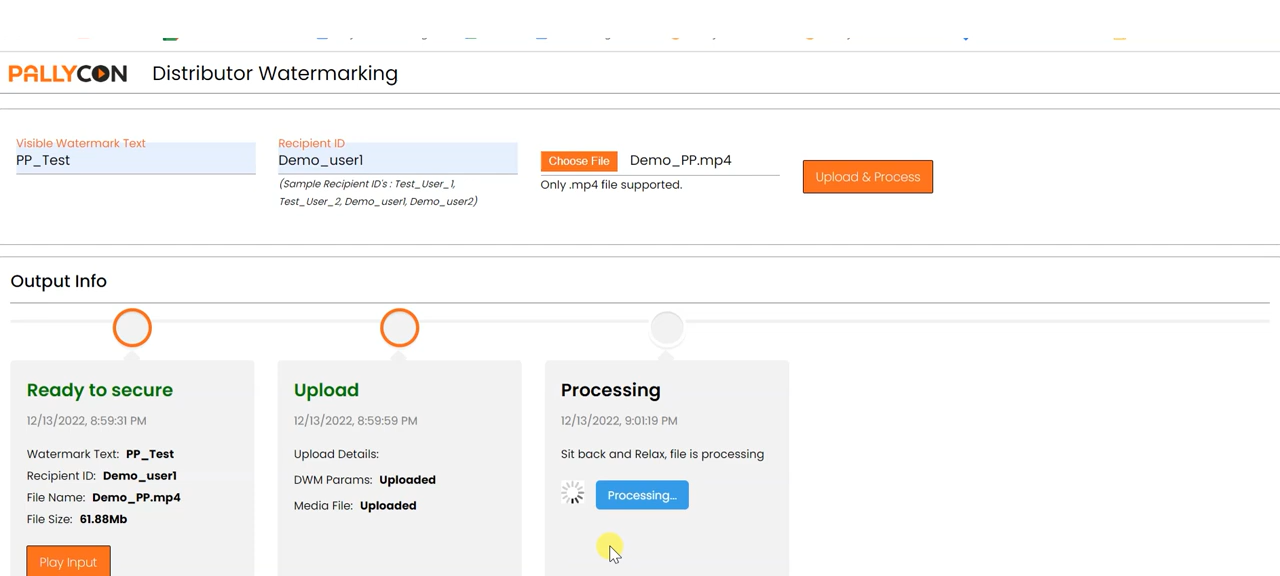 PALLYCON Distributor Watermarking
Visible Watermark Text
PP_Test
Recipient ID
Demo_user1
(Sample Recipient ID's : Test_User_1,
Test_User_2, Demo_user1, Demo_user2)
Choose File Demo_PP.mp4
Only .mp4 file supported.
Upload & Process
Output Info
Ready to secure
12/13/2022, 8:59:31 PM
Watermark Text: PP_Test
Recipient ID: Demo_user1
File Name: Demo_PP.mp4
File Size: 61.88Mb
Play Input
Upload
12/13/2022, 8:59:59 PM
Upload Details:
DWM Params: Uploaded
Media File: Uploaded
Processing
12/13/2022, 9:01:19 PM
Sit back and Relax, file is processing
Processing...